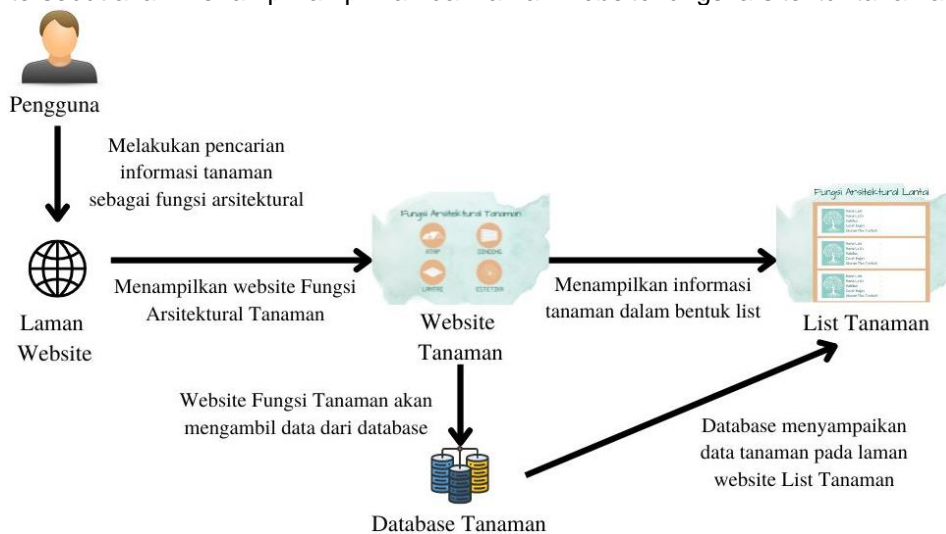 Pengguna
Melakukan pencarian
informasi tanaman
sebagai fungsi arsitektural
Laman
Website
Menampilkan website Fungsi
Arsitektural Tanaman
Fungsi Arsitektural Tanaman
ATAP
DINDING
LANTAI
ESTETIKA
Website
Tanaman
Menampilkan informasi
tanaman dalam bentuk list
Fungsi Arsitektural Lantai
List Tanaman
Website Fungsi Tanaman akan
mengambil data dari database
Database Tanaman
Database menyampaikan
data tanaman pada laman
website List Tanaman